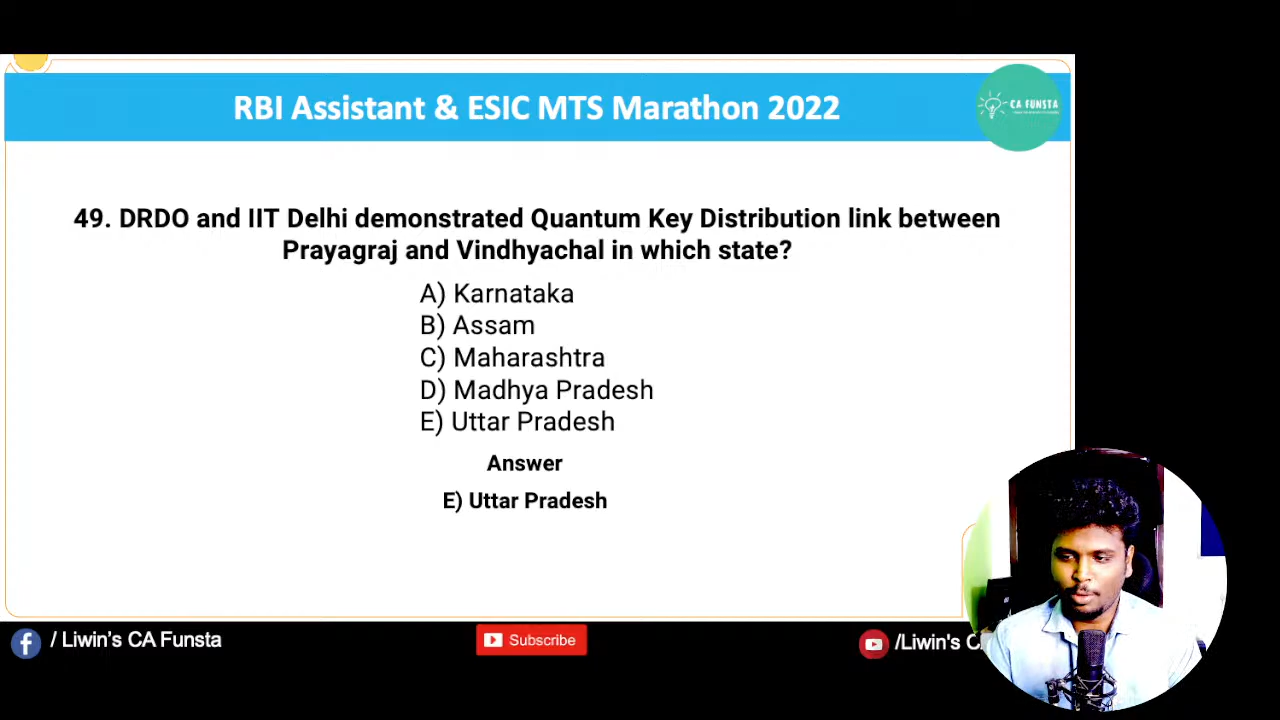 RBI Assistant & ESIC MTS Marathon 2022
CA FUNSTA
49. DRDO and IIT Delhi demonstrated Quantum Key Distribution link between
Prayagraj and Vindhyachal in which state?
A) Karnataka
B) Assam
C) Maharashtra
D) Madhya Pradesh
E) Uttar Pradesh
Answer
E) Uttar Pradesh
/ Liwin's CA Funsta
Subscribe
/Liwin's